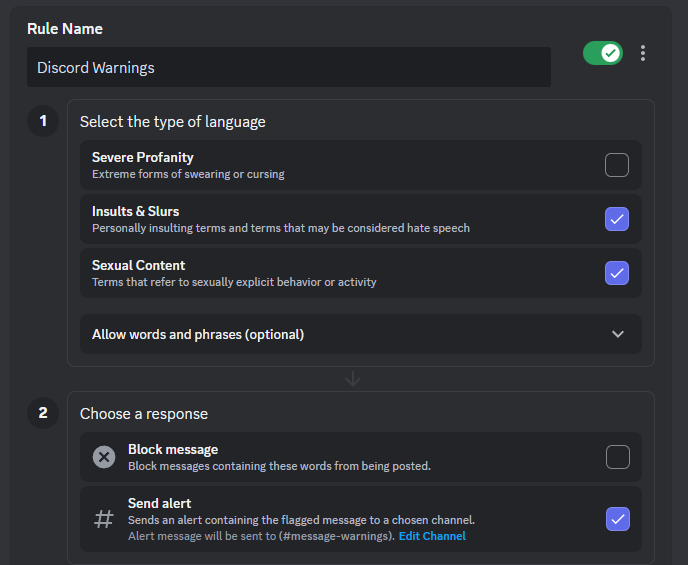 Rule Name
Discord Warnings
1
Select the type of language
Severe Profanity
Extreme forms of swearing or cursing
Insults & Slurs
Personally insulting terms and terms that may be considered hate speech
Sexual Content
Terms that refer to sexually explicit behavior or activity
Allow words and phrases (optional)
2
Choose a response
Block message
Block messages containing these words from being posted.
Send alert
Sends an alert containing the flagged message to a chosen channel.
Alert message will be sent to (#message-warnings). Edit Channel